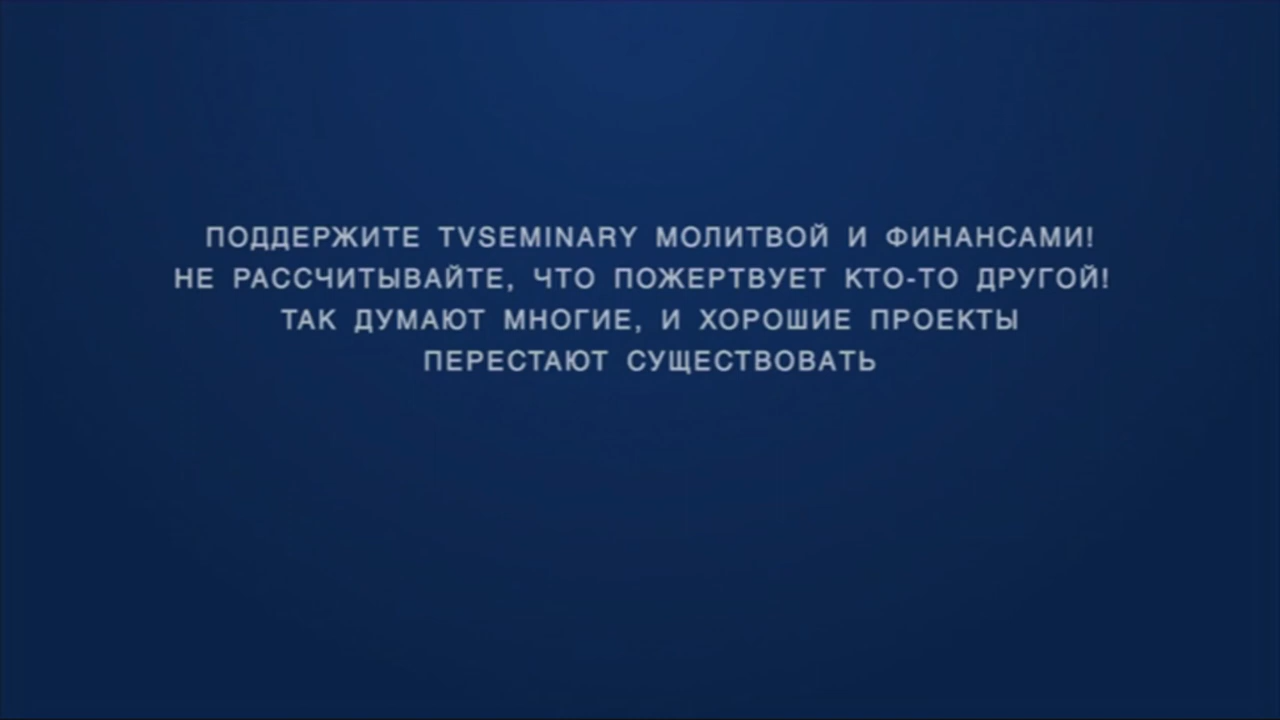 ПОДДЕРЖИТЕ TVSEMINARY МОЛИТВОЙ И ФИНАНСАМИ!
НЕ РАССЧИТЫВАЙТЕ, ЧТО ПОЖЕРТВУЕТ КТО-ТО ДРУГОЙ!
ТАК ДУМАЮТ МНОГИЕ, И ХОРОШИЕ ПРОЕКТЫ
ПЕРЕСТАЮТ СУЩЕСТВОВАТЬ